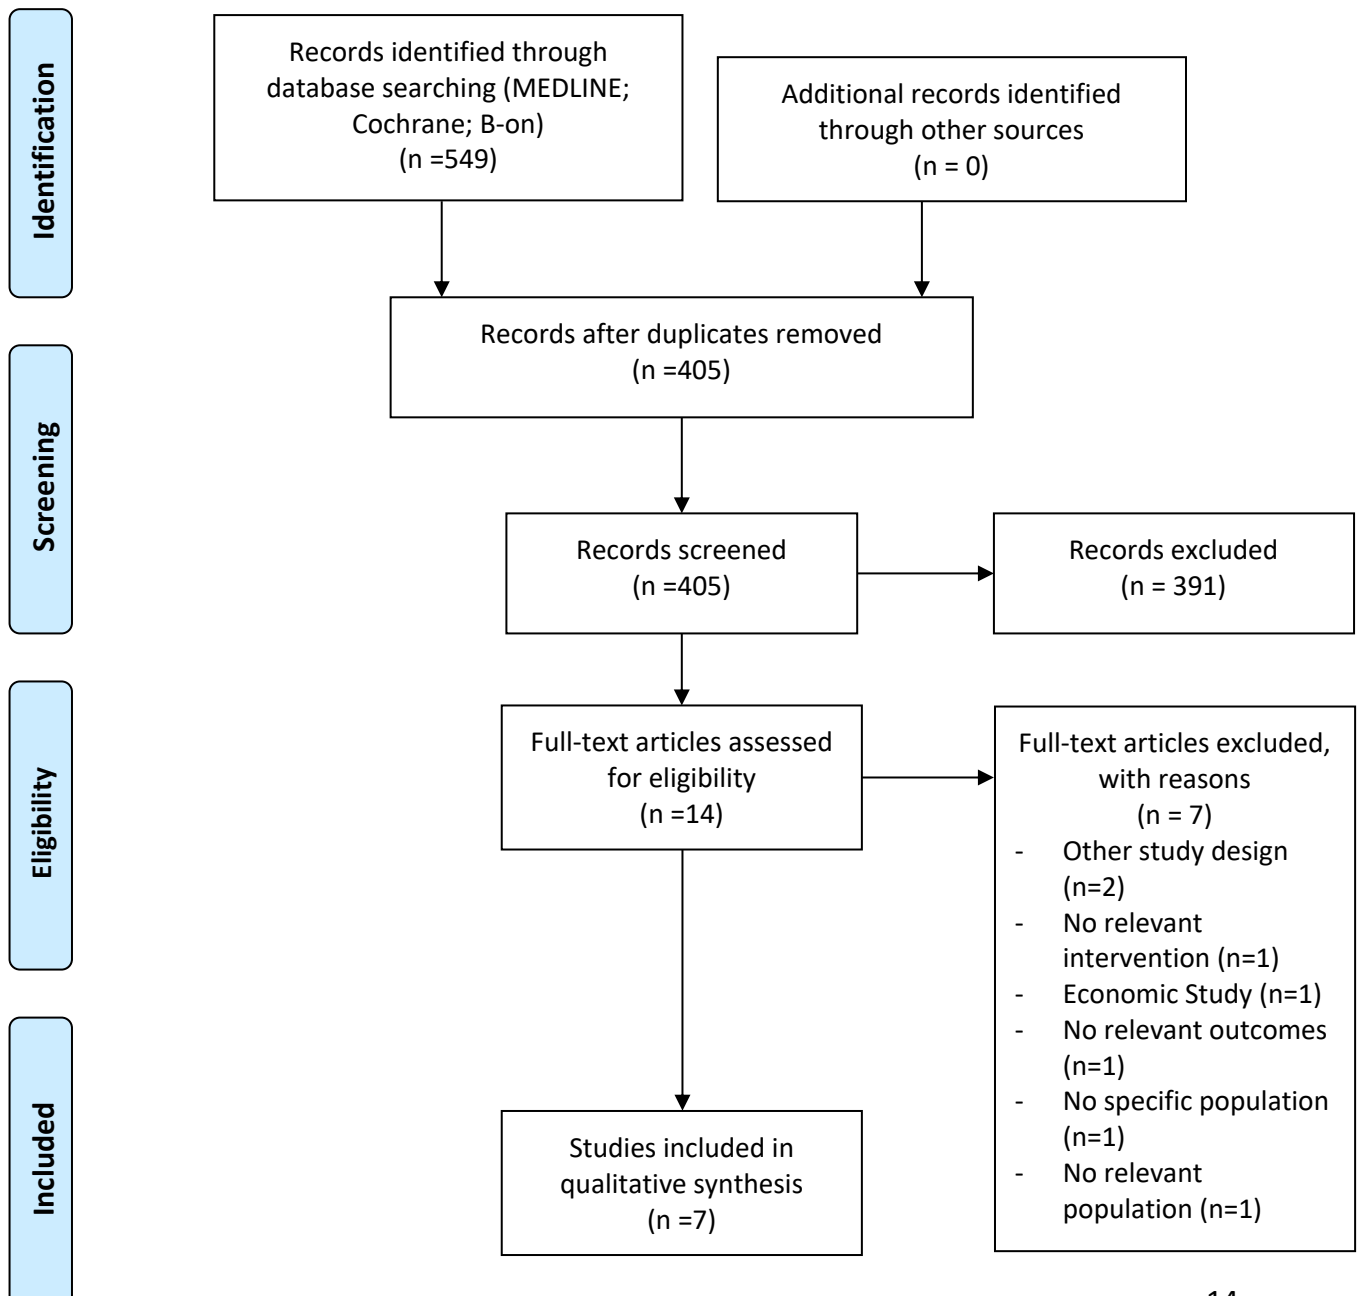 Identification
Records identified through
database searching (MEDLINE;
Cochrane; B-on)
(n =549)
Additional records identified
through other sources
(n = 0)
Records after duplicates removed
(n =405)
Screening
Records screened
(n =405)
Records excluded
(n = 391)
Eligibility
Full-text articles assessed
for eligibility
(n =14)
Full-text articles excluded,
with reasons
(n = 7)
- Other study design
(n=2)
- No relevant
intervention (n=1)
- Economic Study (n=1)
- No relevant outcomes
(n=1)
- No specific population
(n=1)
- No relevant
population (n=1)
Included
Studies included in
qualitative synthesis
(n =7)
14